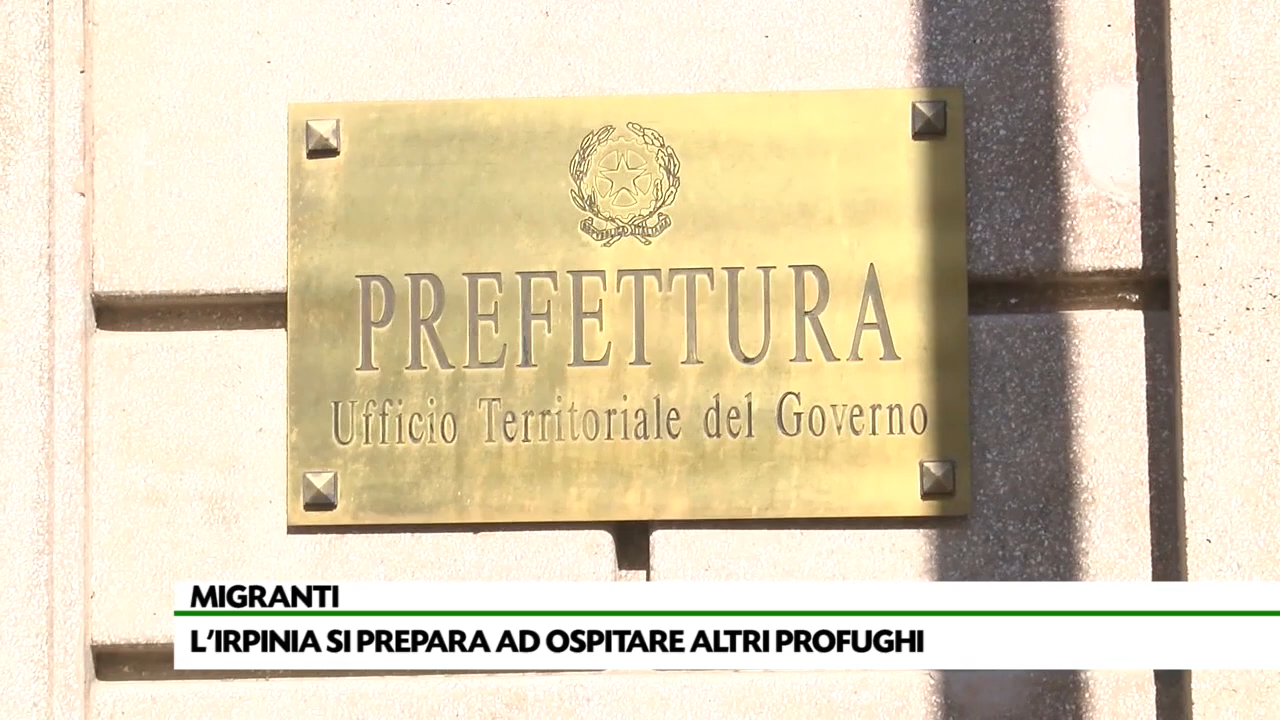 PREFETTURA
Ufficio Territoriale del Governo
MIGRANTI
L'IRPINIA SI PREPARA AD OSPITARE ALTRI PROFUGHI